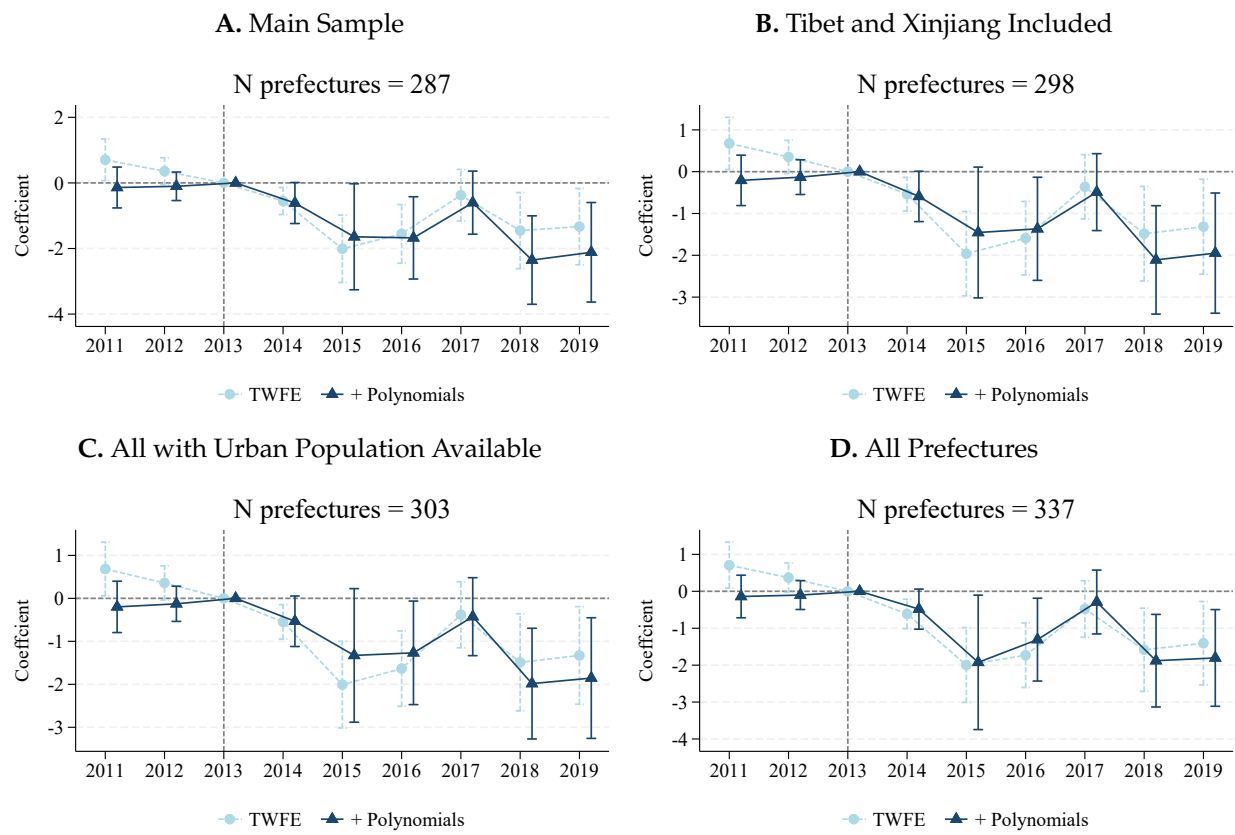 A. Main Sample
N prefectures = 287
Coeffcient
2
0
-2
-4
2011 2012 2013 2014 2015 2016 2017 2018 2019
TWFE + Polynomials
B. Tibet and Xinjiang Included
N prefectures = 298
Coeffcient
1
0
-1
-2
-3
2011 2012 2013 2014 2015 2016 2017 2018 2019
TWFE + Polynomials
C. All with Urban Population Available
N prefectures = 303
Coeffcient
1
0
-1
-2
-3
2011 2012 2013 2014 2015 2016 2017 2018 2019
TWFE + Polynomials
D. All Prefectures
N prefectures = 337
Coeffcient
1
0
-1
-2
-3
-4
2011 2012 2013 2014 2015 2016 2017 2018 2019
TWFE + Polynomials